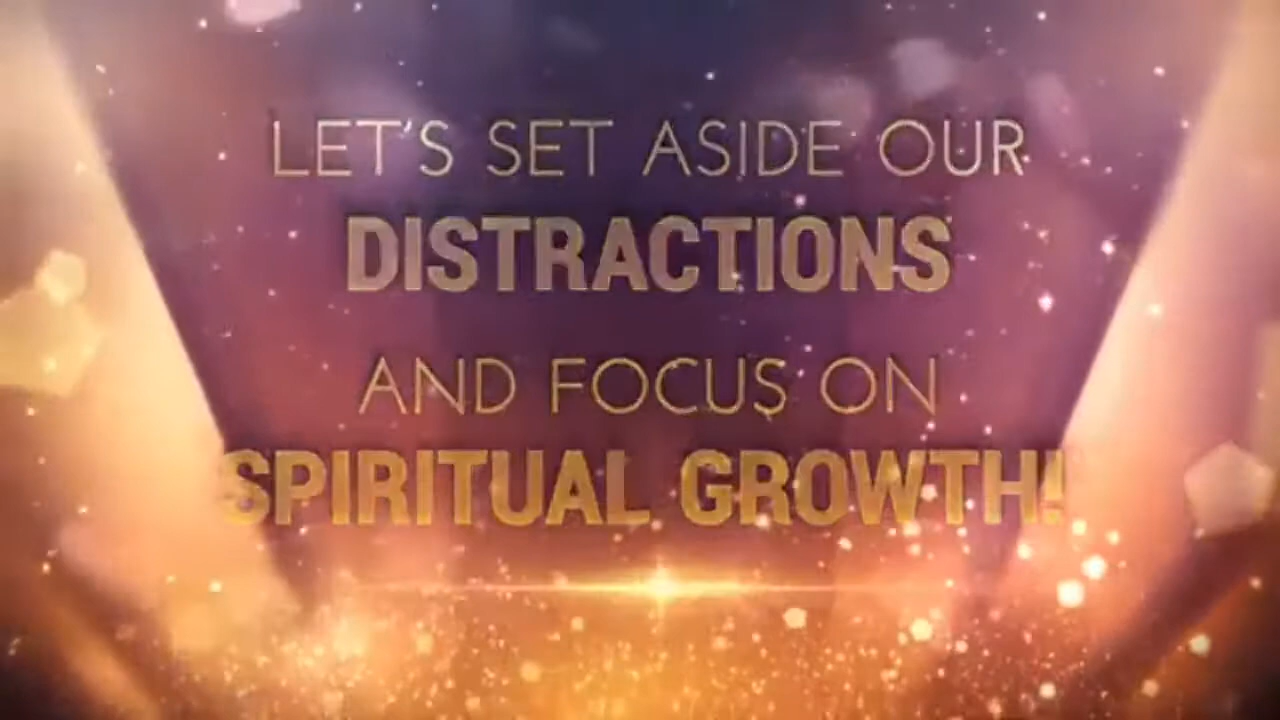 LET'S SET ASIDE OUR
DISTRACTIONS
AND FOCUS ON
SPIRITUAL GROWTH!